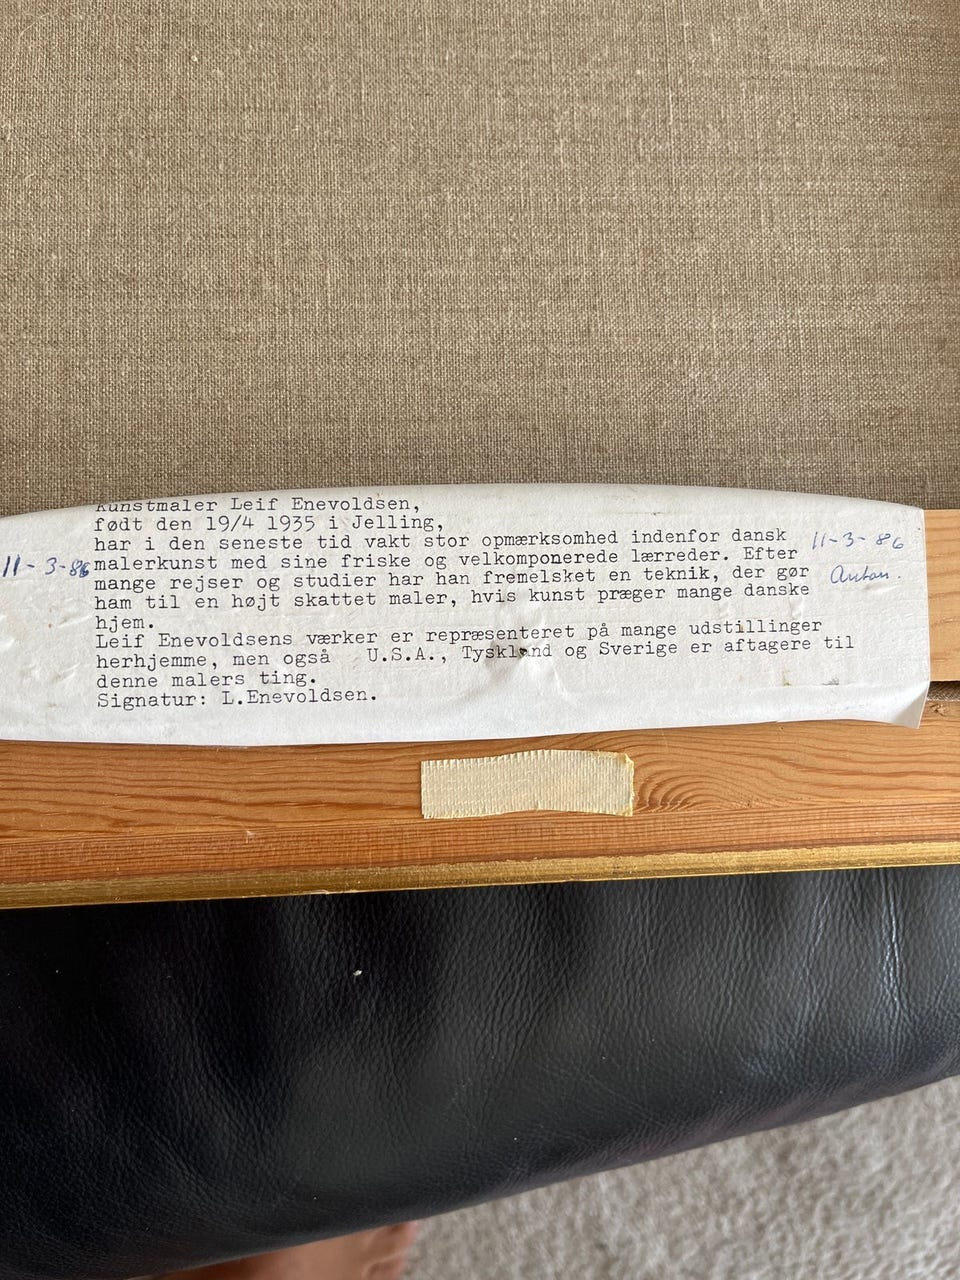 Kunstmaler Leif Enevoldsen,
født den 19/4 1935 i Jelling,
har i den seneste tid vakt stor opmærksomhed indenfor dansk
malerkunst med sine friske og velkomponerede lærreder. Efter
mange rejser og studier har han fremelsket en teknik, der gør
ham til en højt skattet maler, hvis kunst præger mange danske
hjem.
Leif Enevoldsens værker er repræsenteret på mange udstillinger
herhjemme, men også U.S.A., Tyskland og Sverige er aftagere til
denne malers ting.
Signatur: L.Enevoldsen.
11-3-86
11-3-86